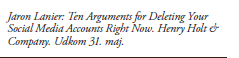 Jaron Lanier: Ten Arguments for Deleting Your
Social Media Accounts Right Now. Henry Holt &
Company. Udkom 31. maj.